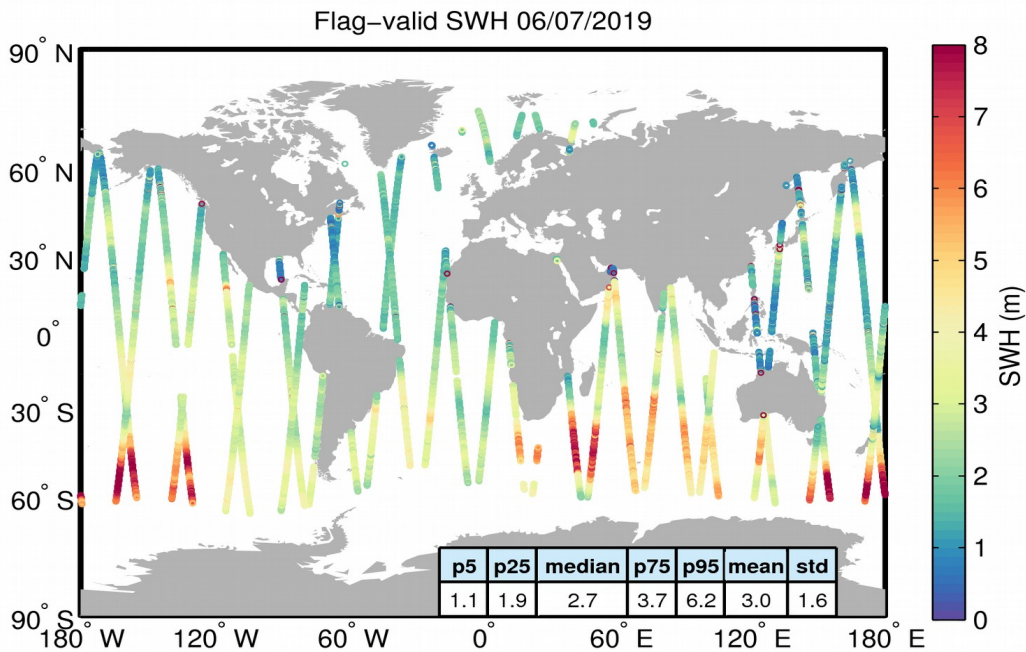 Flag−valid SWH 06/07/2019
90° N
60° N
30° N
0°
30° S
60° S
90° S
180° W
120° W
60° W
0°
60° E
120° E
180° E
p5 p25 median p75 p95 mean std
1.1 1.9 2.7 3.7 6.2 3.0 1.6
8
7
6
5
4
3
2
1
0
SWH (m)